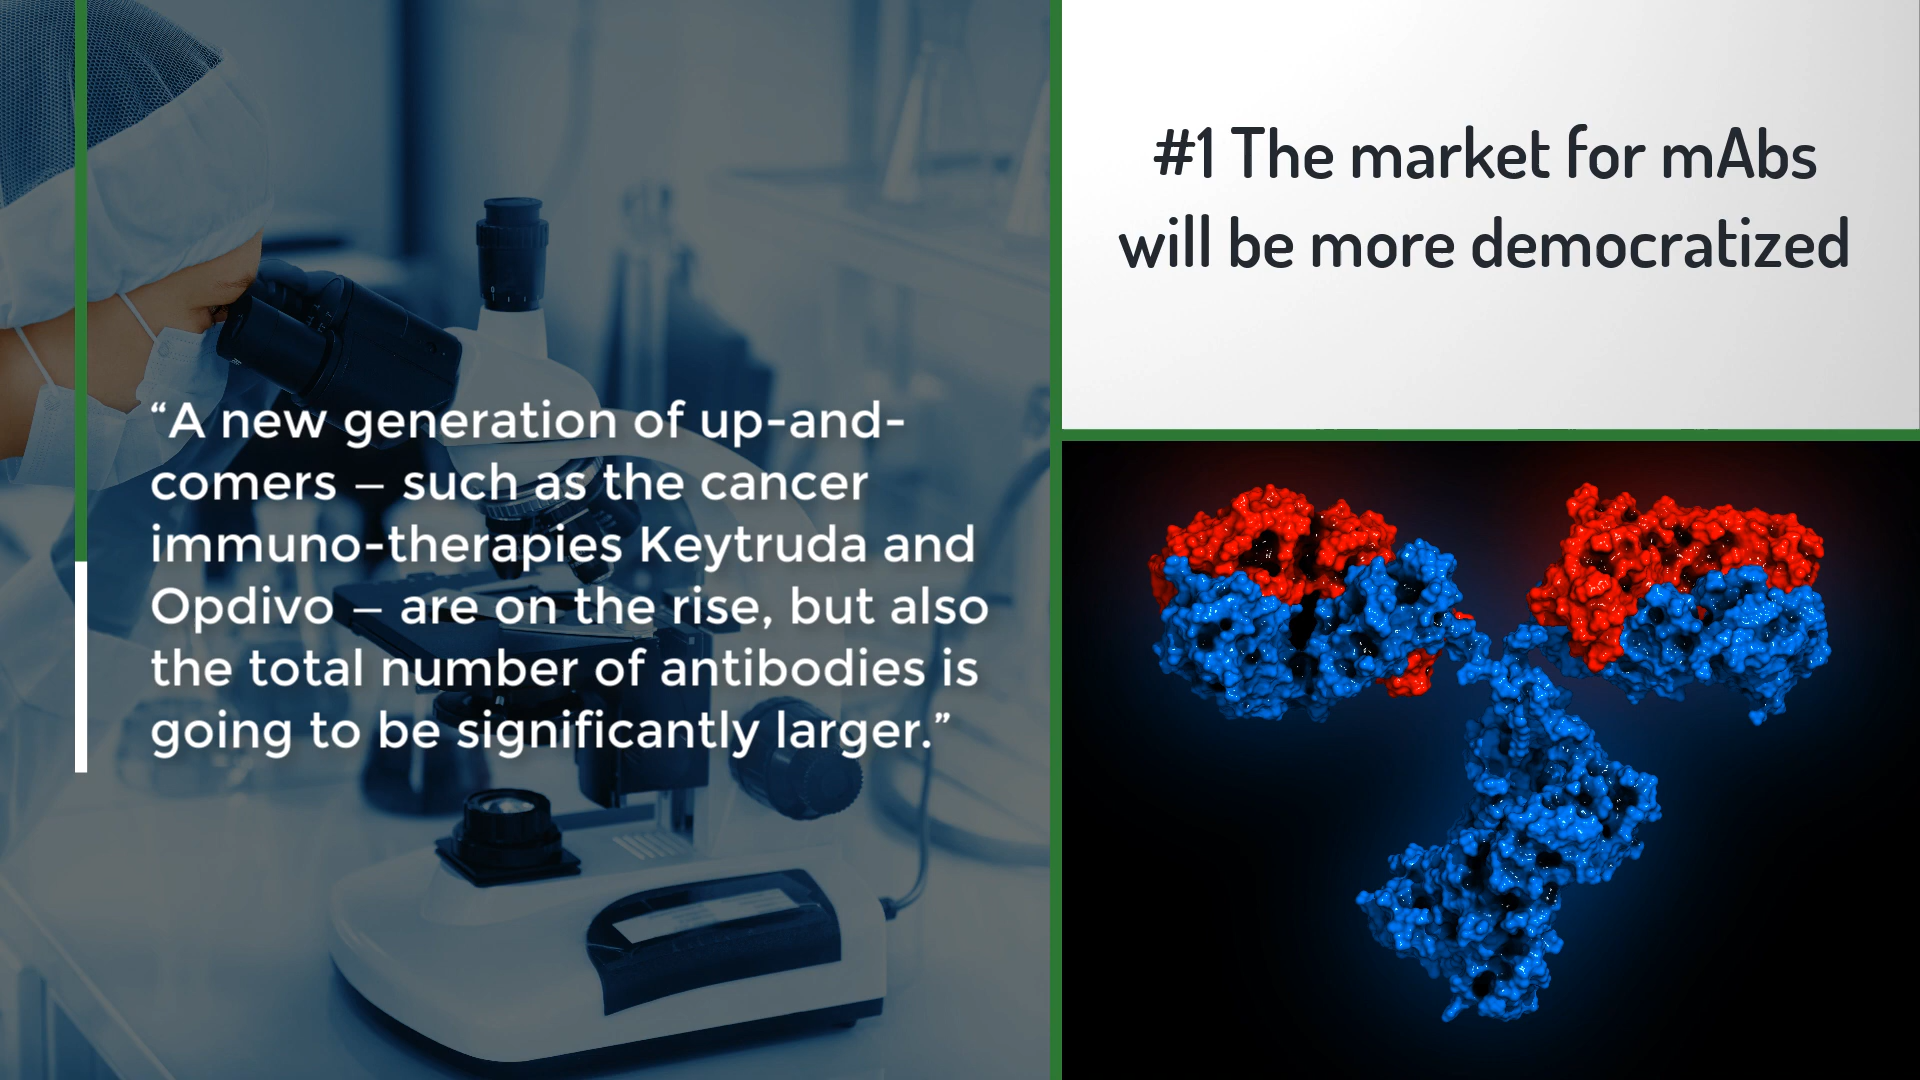 “A new generation of up-and-
comers – such as the cancer
immuno-therapies Keytruda and
Opdivo – are on the rise, but also
the total number of antibodies is
going to be significantly larger.”
#1 The market for mAbs
will be more democratized